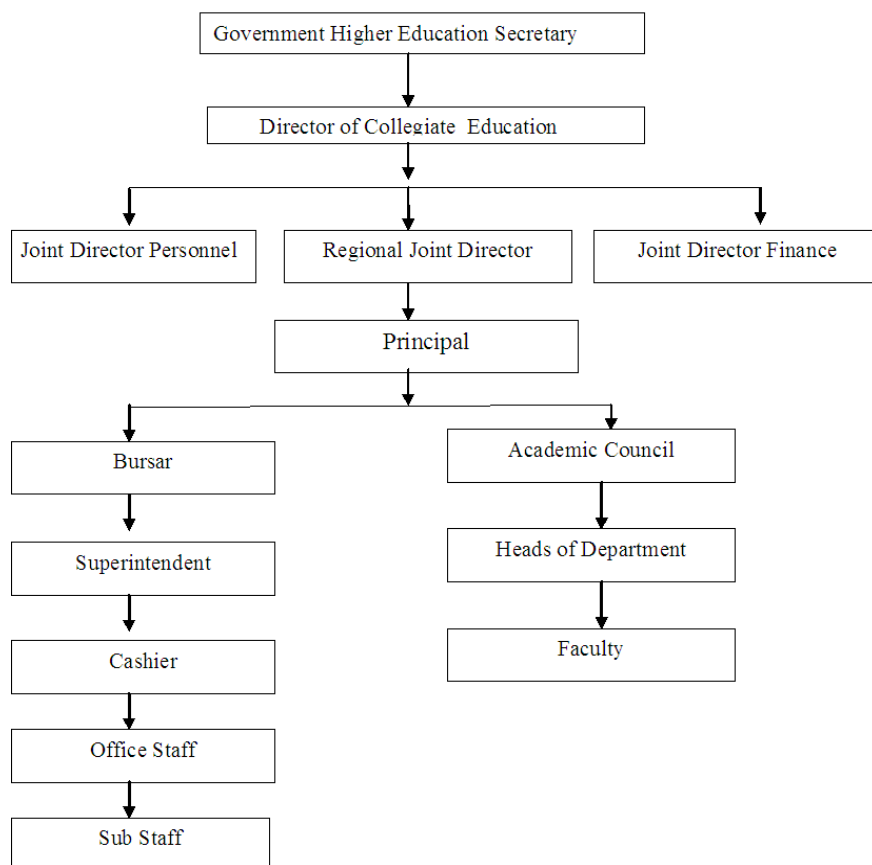 Government Higher Education Secretary
Director of Collegiate Education
Joint Director Personnel
Regional Joint Director
Joint Director Finance
Principal
Bursar
Academic Council
Superintendent
Heads of Department
Cashier
Faculty
Office Staff
Sub Staff